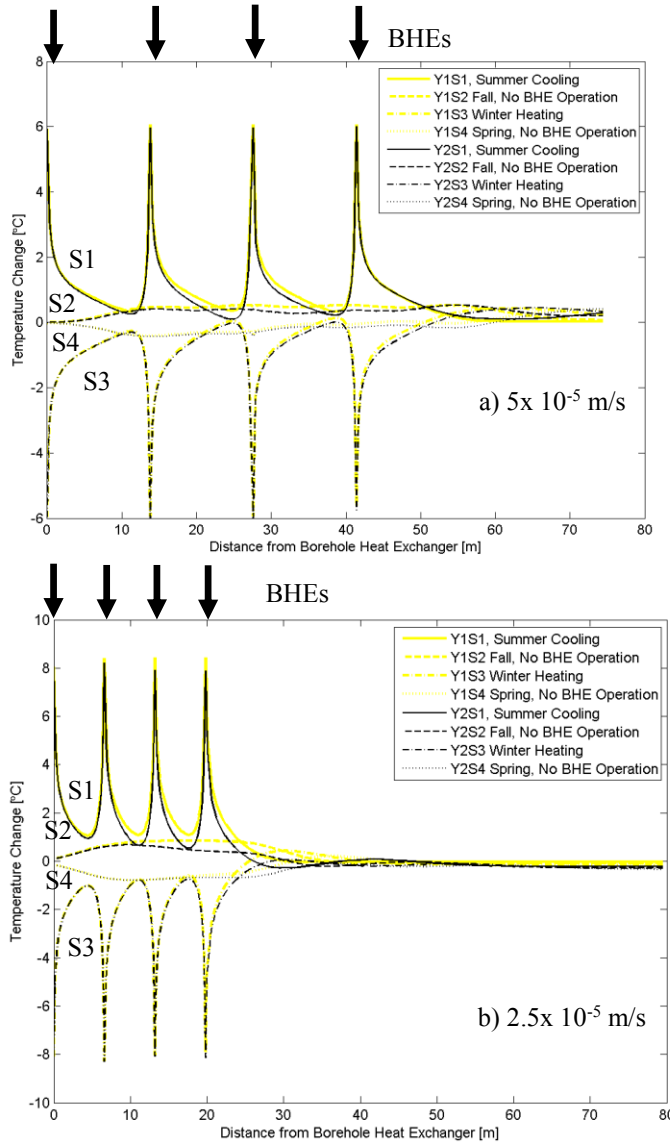 BHEs
8
6
4
2
0
-2
-4
-6
Temperature Change [°C]
Y1S1, Summer Cooling
Y1S2 Fall, No BHE Operation
Y1S3 Winter Heating
Y1S4 Spring, No BHE Operation
Y2S1, Summer Cooling
Y2S2 Fall, No BHE Operation
Y2S3 Winter Heating
Y2S4 Spring, No BHE Operation
S1
S2
S4
S3
a) 5x 10⁻⁵ m/s
0 10 20 30 40 50 60 70 80
Distance from Borehole Heat Exchanger [m]
BHEs
10
8
6
4
2
0
-2
-4
-6
-8
-10
Temperature Change [°C]
Y1S1, Summer Cooling
Y1S2 Fall, No BHE Operation
Y1S3 Winter Heating
Y1S4 Spring, No BHE Operation
Y2S1, Summer Cooling
Y2S2 Fall, No BHE Operation
Y2S3 Winter Heating
Y2S4 Spring, No BHE Operation
S1
S2
S4
S3
b) 2.5x 10⁻⁵ m/s
0 10 20 30 40 50 60 70 80
Distance from Borehole Heat Exchanger [m]